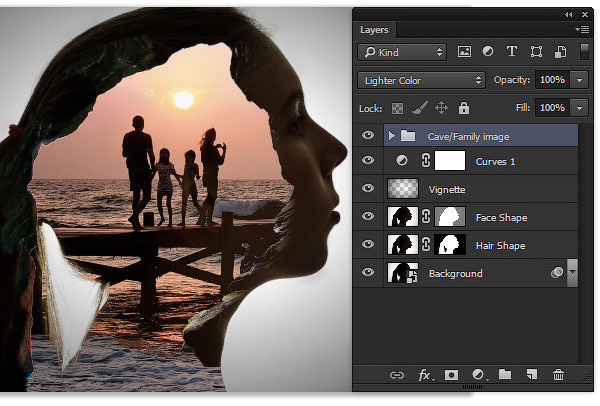 Layers
Kind
Lighter Color Opacity: 100%
Lock: Fill: 100%
Cave/Family image
Curves 1
Vignette
Face Shape
Hair Shape
Background
fx